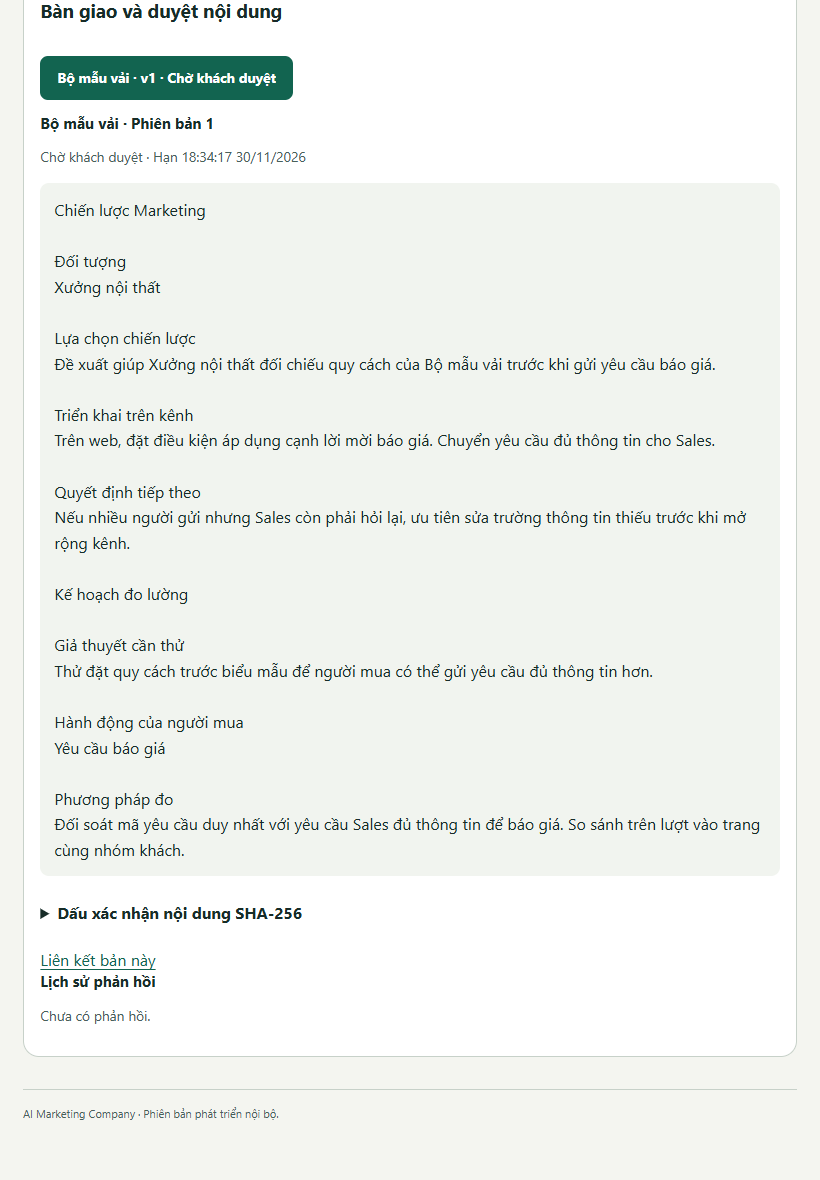 Bàn giao và duyệt nội dung
Bộ mẫu vải · v1 · Chờ khách duyệt
Bộ mẫu vải · Phiên bản 1
Chờ khách duyệt · Hạn 18:34:17 30/11/2026
Chiến lược Marketing
Đối tượng
Xưởng nội thất
Lựa chọn chiến lược
Đề xuất giúp Xưởng nội thất đối chiếu quy cách của Bộ mẫu vải trước khi gửi yêu cầu báo giá.
Triển khai trên kênh
Trên web, đặt điều kiện áp dụng cạnh lời mời báo giá. Chuyển yêu cầu đủ thông tin cho Sales.
Quyết định tiếp theo
Nếu nhiều người gửi nhưng Sales còn phải hỏi lại, ưu tiên sửa trường thông tin thiếu trước khi mở
rộng kênh.
Kế hoạch đo lường
Giả thuyết cần thử
Thử đặt quy cách trước biểu mẫu để người mua có thể gửi yêu cầu đủ thông tin hơn.
Hành động của người mua
Yêu cầu báo giá
Phương pháp đo
Đối soát mã yêu cầu duy nhất với yêu cầu Sales đủ thông tin để báo giá. So sánh trên lượt vào trang
cùng nhóm khách.
▶ Dấu xác nhận nội dung SHA-256
Liên kết bản này
Lịch sử phản hồi
Chưa có phản hồi.
AI Marketing Company · Phiên bản phát triển nội bộ.